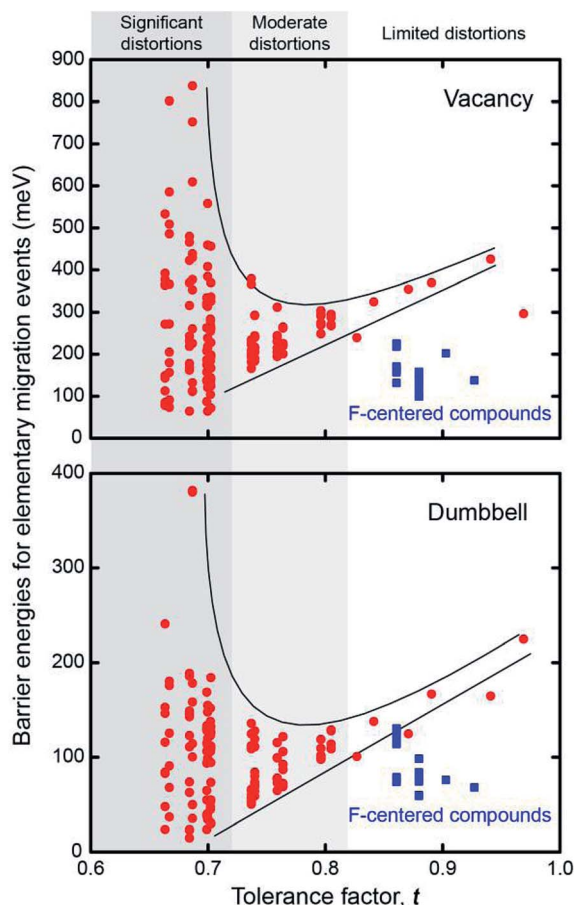 Significant
distortions
Moderate
distortions
Limited distortions
900
800
700
600
500
400
300
200
100
0
Vacancy
F-centered compounds
Barrier energies for elementary migration events (meV)
400
300
200
100
0
Dumbbell
F-centered compounds
0.6 0.7 0.8 0.9 1.0
Tolerance factor, t